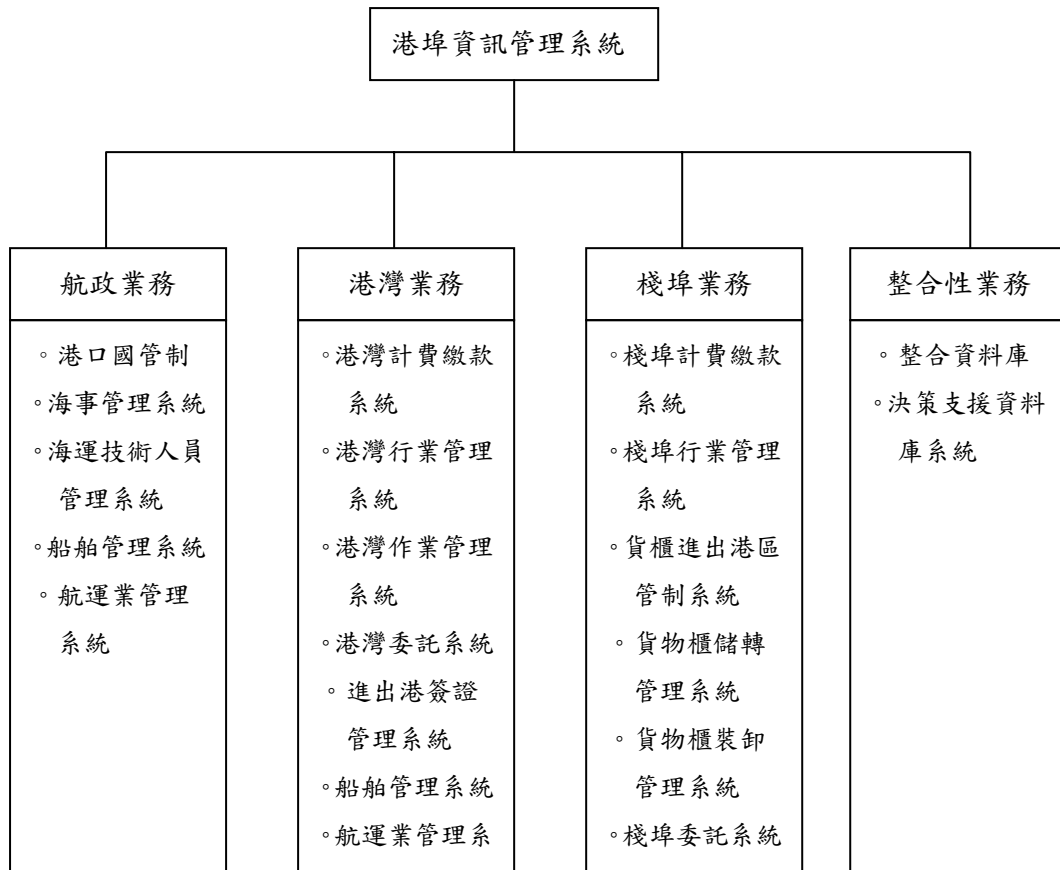 港埠資訊管理系統
航政業務
。港口國管制
。海事管理系統
。海運技術人員
管理系統
。船舶管理系統
。航運業管理
系統
港灣業務
。港灣計費繳款
系統
。港灣行業管理
系統
。港灣作業管理
系統
。港灣委託系統
。進出港簽證
管理系統
。船舶管理系統
。航運業管理系
棧埠業務
。棧埠計費繳款
系統
。棧埠行業管理
系統
。貨櫃進出港區
管制系統
。貨物櫃儲轉
管理系統
。貨物櫃裝卸
管理系統
。棧埠委託系統
整合性業務
。整合資料庫
。決策支援資料
庫系統